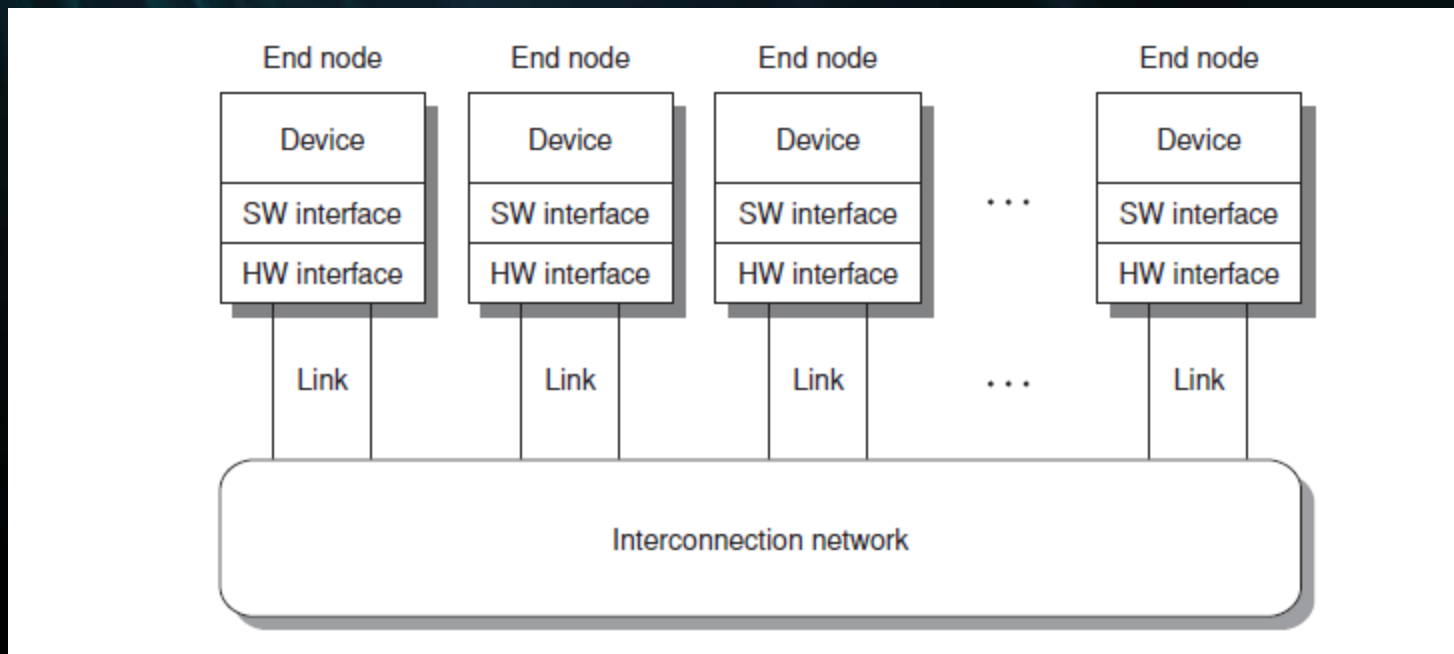 End node End node End node End node
Device Device Device Device
SW interface SW interface SW interface . . . SW interface
HW interface HW interface HW interface HW interface
Link Link Link . . . Link
Interconnection network